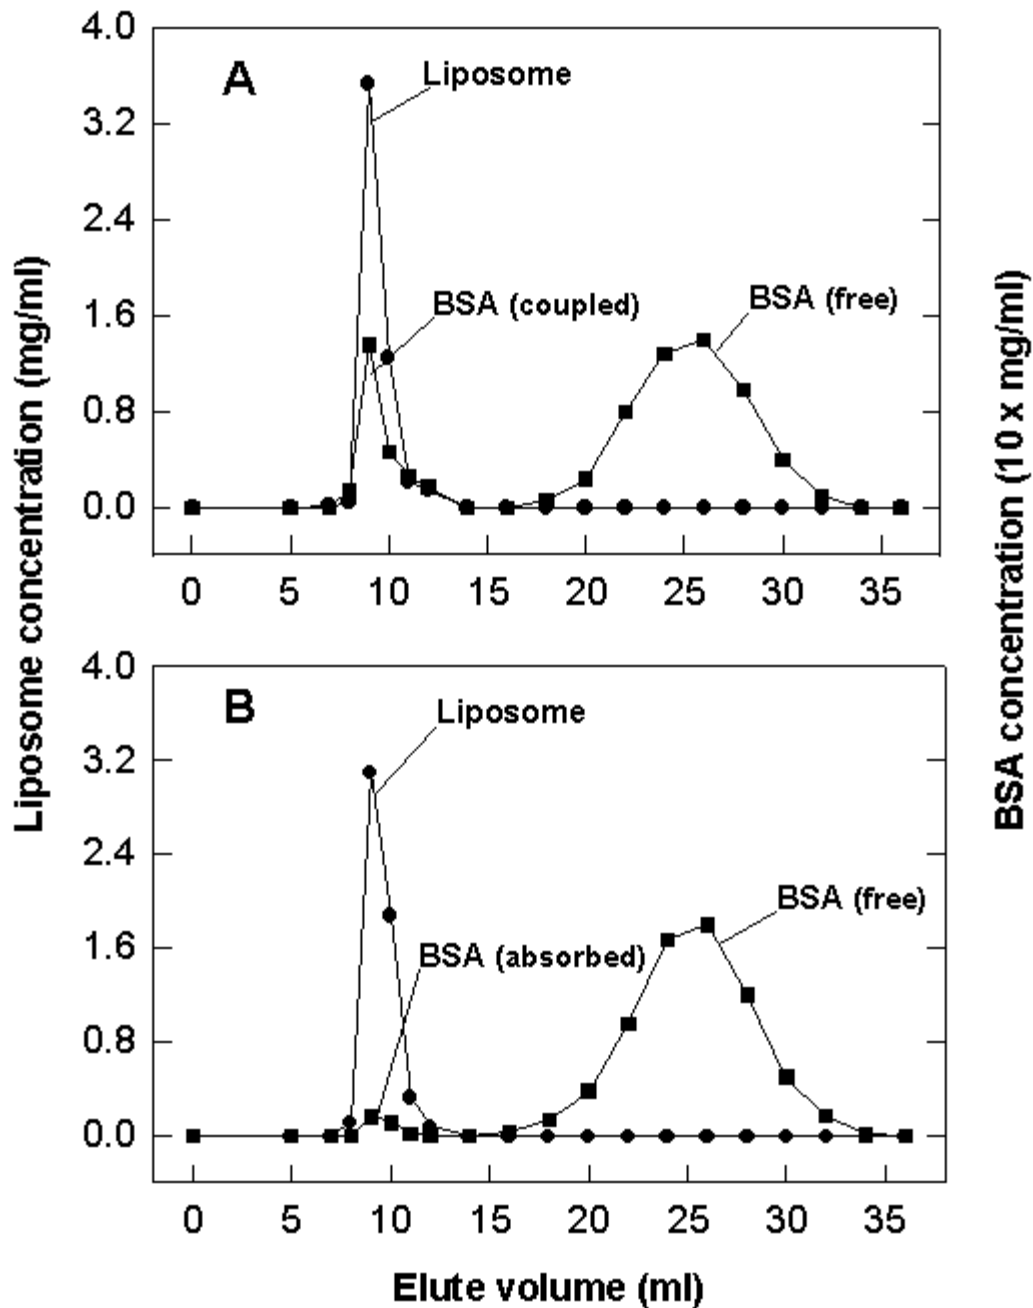 Liposome concentration (mg/ml)
BSA concentration (10 x mg/ml)
A
4.0
3.2
2.4
1.6
0.8
0.0
Liposome
BSA (coupled)
BSA (free)
0 5 10 15 20 25 30 35
B
4.0
3.2
2.4
1.6
0.8
0.0
Liposome
BSA (absorbed)
BSA (free)
0 5 10 15 20 25 30 35
Elute volume (ml)